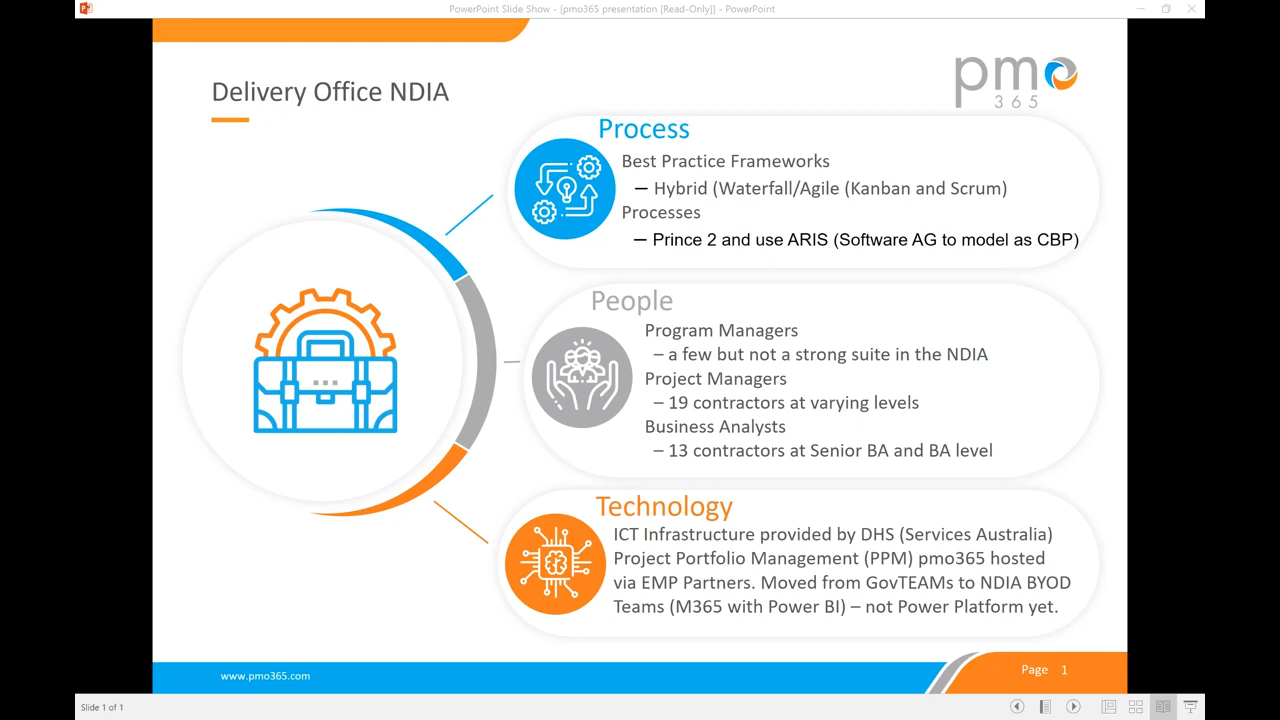 PowerPoint Slide Show - [pmo365 presentation [Read-Only]] - PowerPoint
Delivery Office NDIA
pmo
365
Process
Best Practice Frameworks
– Hybrid (Waterfall/Agile (Kanban and Scrum)
Processes
– Prince 2 and use ARIS (Software AG to model as CBP)
People
Program Managers
– a few but not a strong suite in the NDIA
Project Managers
– 19 contractors at varying levels
Business Analysts
– 13 contractors at Senior BA and BA level
Technology
ICT Infrastructure provided by DHS (Services Australia)
Project Portfolio Management (PPM) pmo365 hosted
via EMP Partners. Moved from GovTEAMs to NDIA BYOD
Teams (M365 with Power BI) – not Power Platform yet.
www.pmo365.com
Page 1
Slide 1 of 1